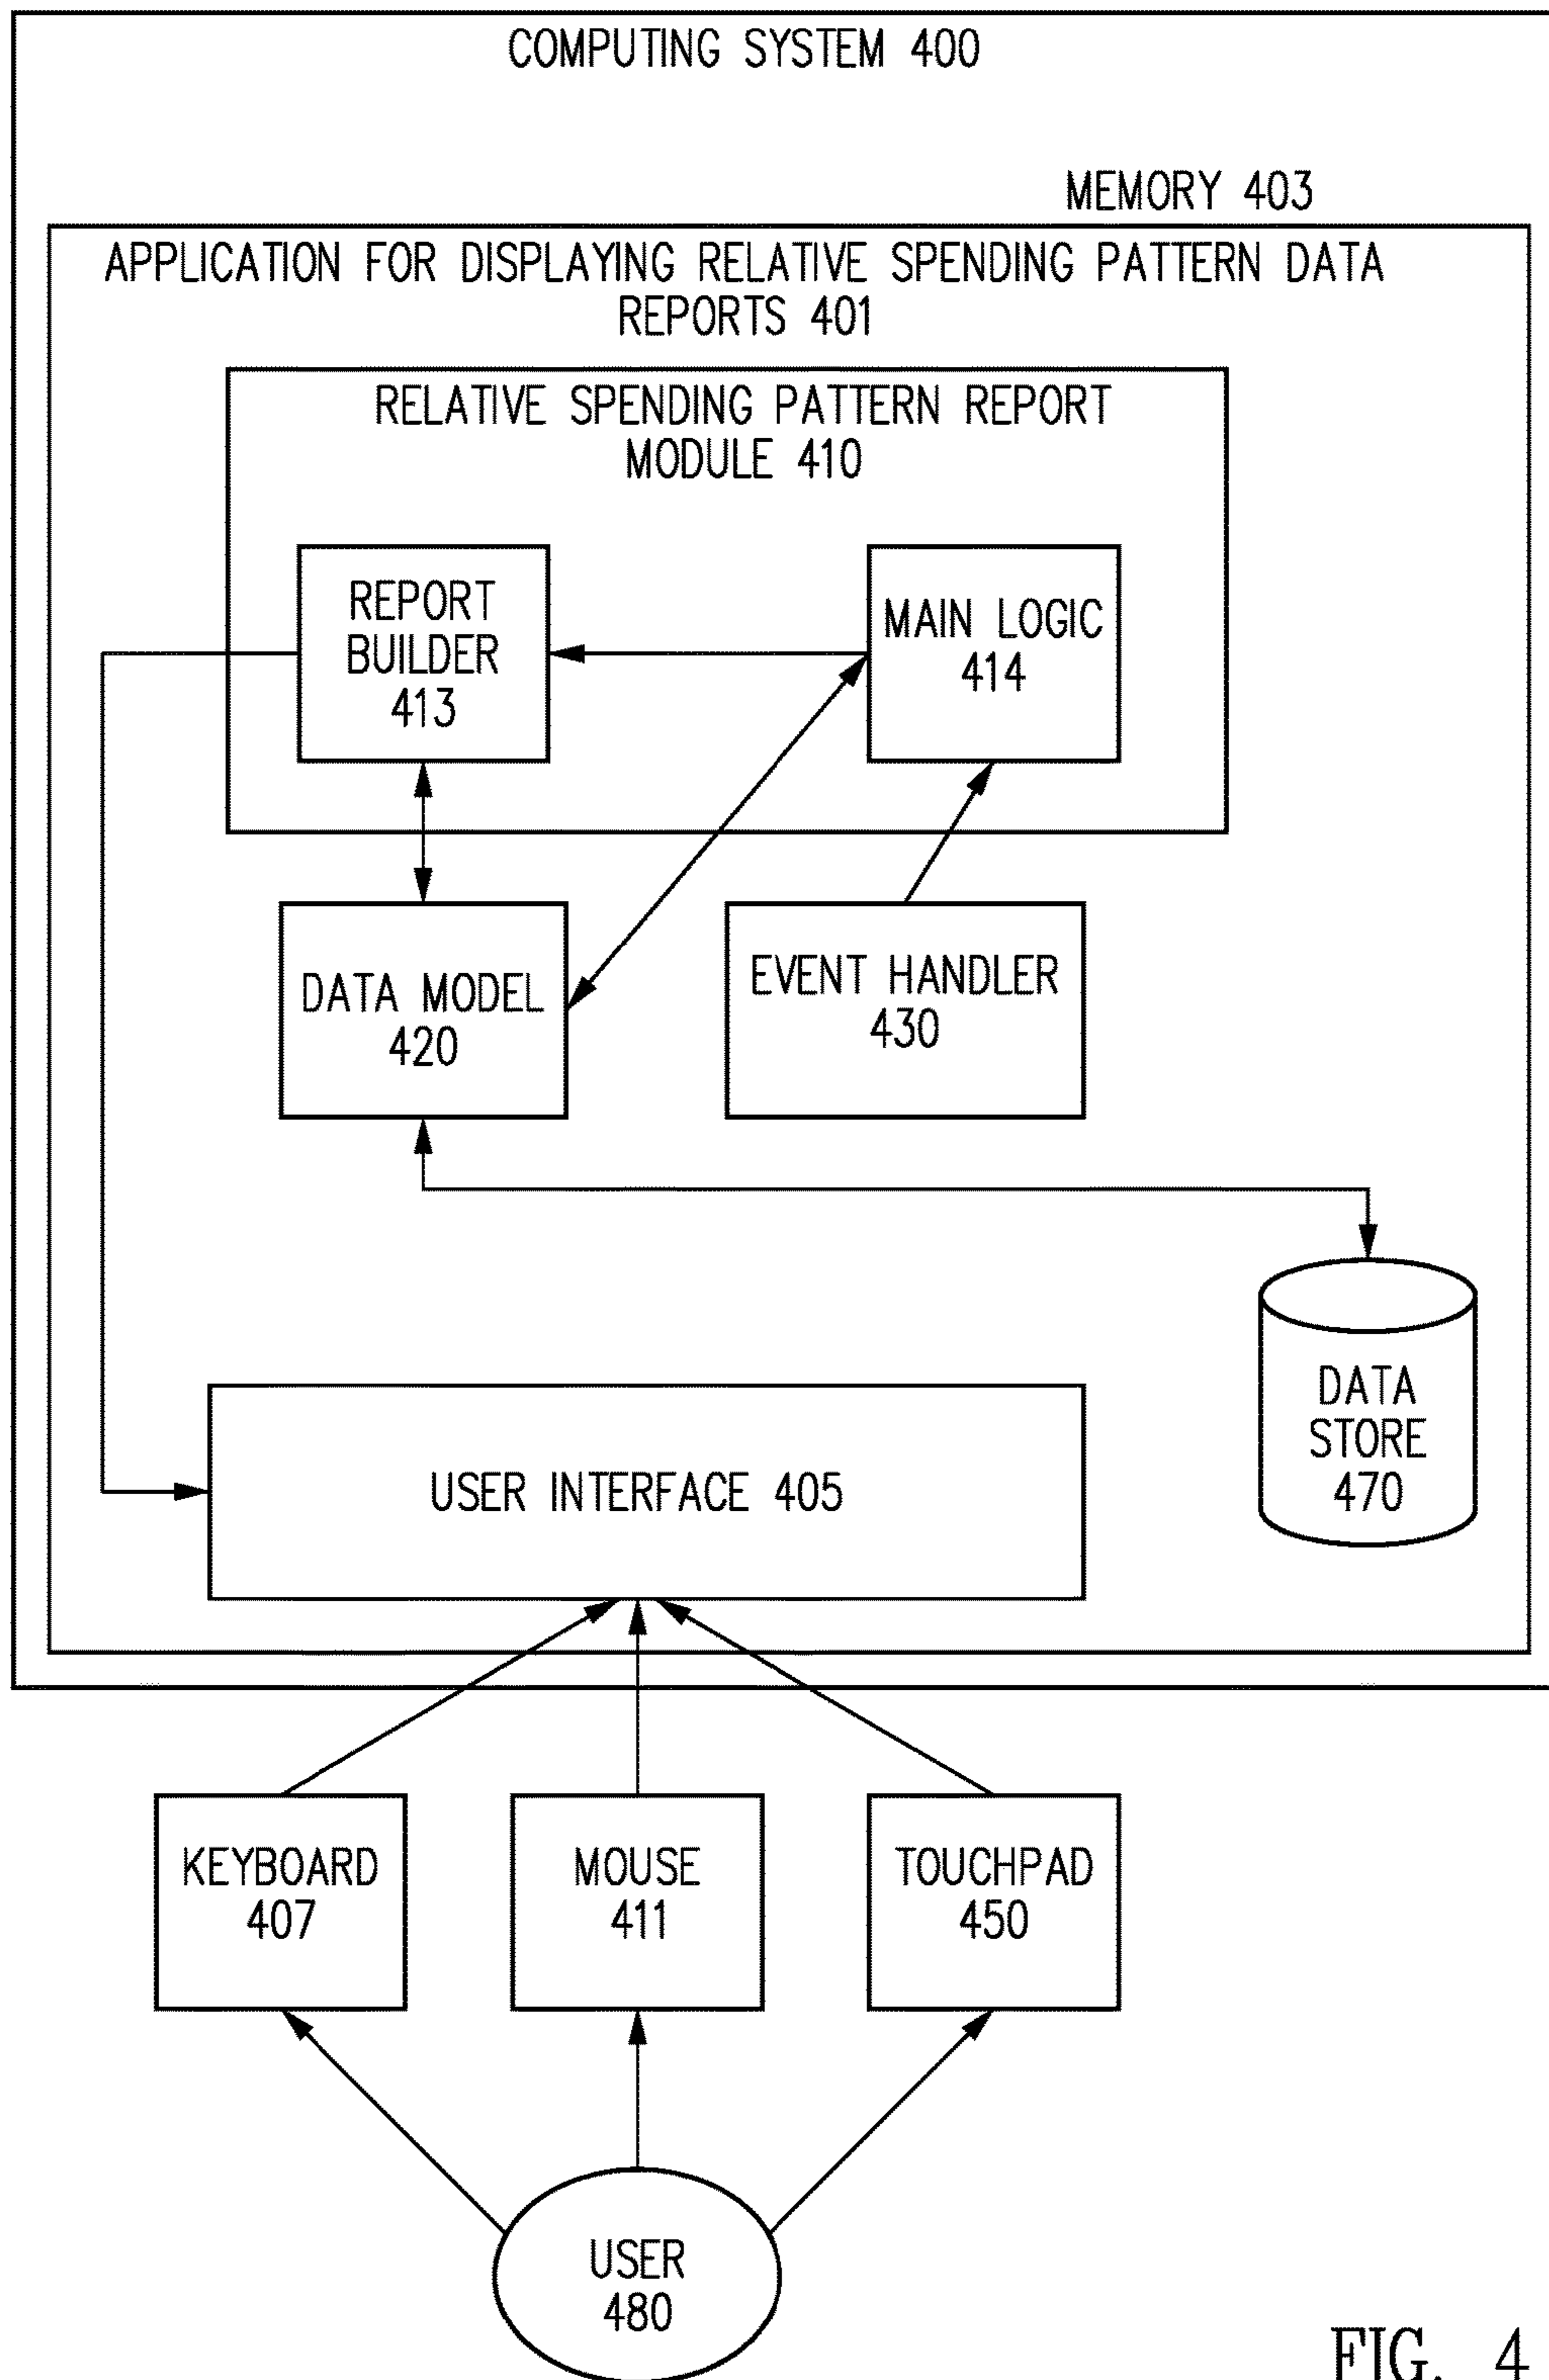 COMPUTING SYSTEM 400
MEMORY 403
APPLICATION FOR DISPLAYING RELATIVE SPENDING PATTERN DATA
REPORTS 401
RELATIVE SPENDING PATTERN REPORT
MODULE 410
REPORT
BUILDER
413
MAIN LOGIC
414
DATA MODEL
420
EVENT HANDLER
430
DATA
STORE
470
USER INTERFACE 405
KEYBOARD
407
MOUSE
411
TOUCHPAD
450
USER
480
FIG. 4